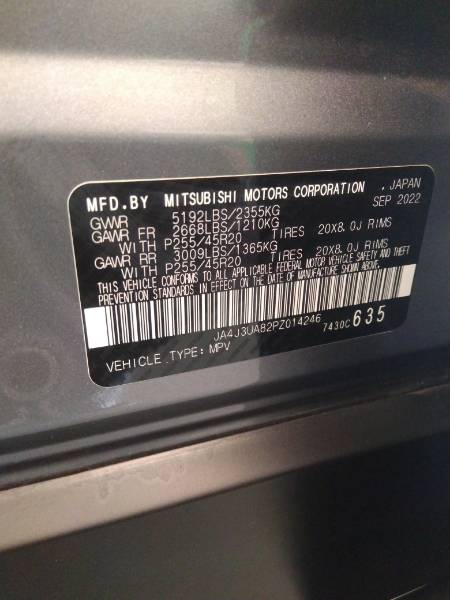 MFD.BY MITSUBISHI MOTORS CORPORATION , JAPAN
GVWR 5192LBS/2355KG SEP 2022
GAWR FR 2668LBS/1210KG
WITH P255/45R20 TIRES 20X8.0J RIMS
GAWR RR 3009LBS/1365KG
WITH P255/45R20 TIRES 20X8.0J RIMS
THIS VEHICLE CONFORMS TO ALL APPLICABLE FEDERAL MOTOR VEHICLE SAFETY AND THEFT
PREVENTION STANDARDS IN EFFECT ON THE DATE OF MANUFACTURE SHOWN ABOVE.
JA4J3UA82PZ014246
7430C 635
VEHICLE TYPE: MPV